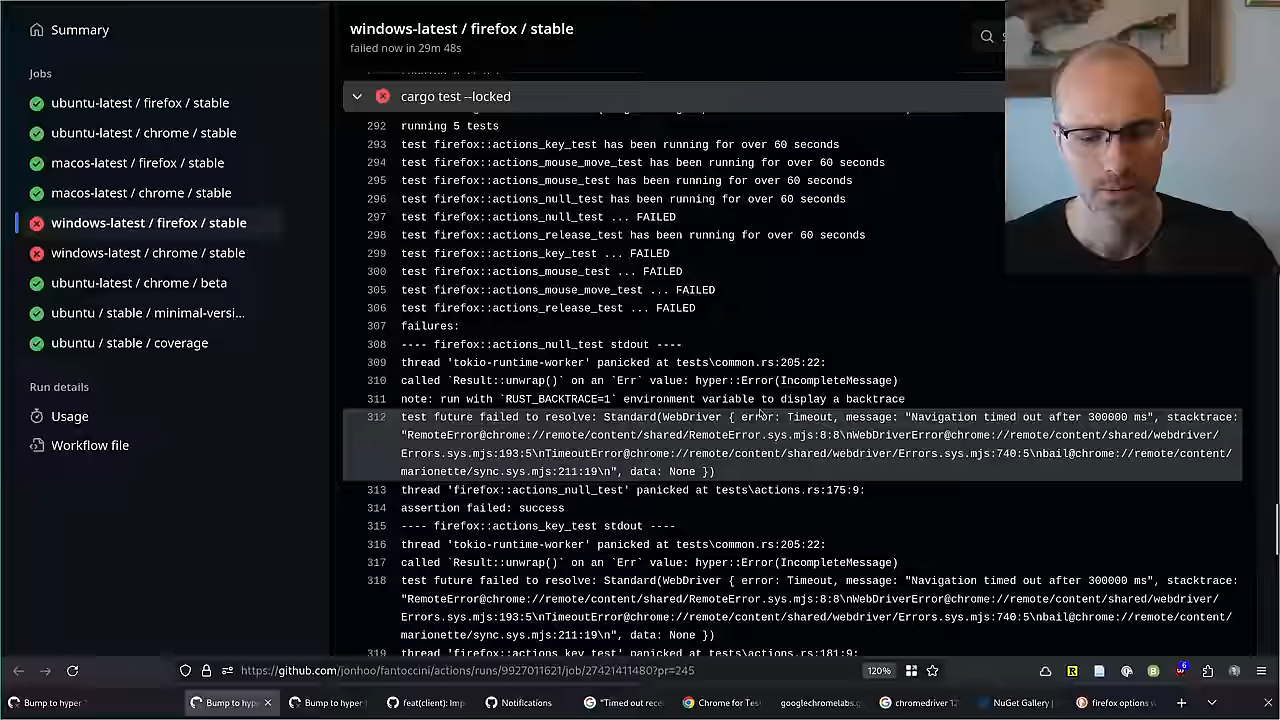 Summary
Jobs
ubuntu-latest / firefox / stable
ubuntu-latest / chrome / stable
macos-latest / firefox / stable
macos-latest / chrome / stable
windows-latest / firefox / stable
windows-latest / chrome / stable
ubuntu-latest / chrome / beta
ubuntu / stable / minimal-versi...
ubuntu / stable / coverage
Run details
Usage
Workflow file
windows-latest / firefox / stable
failed now in 29m 48s
cargo test --locked
292 running 5 tests
293 test firefox::actions_key_test has been running for over 60 seconds
294 test firefox::actions_mouse_move_test has been running for over 60 seconds
295 test firefox::actions_mouse_test has been running for over 60 seconds
296 test firefox::actions_null_test has been running for over 60 seconds
297 test firefox::actions_null_test ... FAILED
298 test firefox::actions_release_test has been running for over 60 seconds
299 test firefox::actions_key_test ... FAILED
300 test firefox::actions_mouse_test ... FAILED
305 test firefox::actions_mouse_move_test ... FAILED
306 test firefox::actions_release_test ... FAILED
307 failures:
308 ---- firefox::actions_null_test stdout ----
309 thread 'tokio-runtime-worker' panicked at tests\common.rs:205:22:
310 called `Result::unwrap()` on an `Err` value: hyper::Error(IncompleteMessage)
311 note: run with `RUST_BACKTRACE=1` environment variable to display a backtrace
312 test future failed to resolve: Standard(WebDriver { error: Timeout, message: "Navigation timed out after 300000 ms", stacktrace:
"RemoteError@chrome://remote/content/shared/RemoteError.sys.mjs:8:8\nWebDriverError@chrome://remote/content/shared/webdriver/
Errors.sys.mjs:193:5\nTimeoutError@chrome://remote/content/shared/webdriver/Errors.sys.mjs:740:5\nbail@chrome://remote/content/
marionette/sync.sys.mjs:211:19\n", data: None })
313 thread 'firefox::actions_null_test' panicked at tests\actions.rs:175:9:
314 assertion failed: success
315 ---- firefox::actions_key_test stdout ----
316 thread 'tokio-runtime-worker' panicked at tests\common.rs:205:22:
317 called `Result::unwrap()` on an `Err` value: hyper::Error(IncompleteMessage)
318 test future failed to resolve: Standard(WebDriver { error: Timeout, message: "Navigation timed out after 300000 ms", stacktrace:
"RemoteError@chrome://remote/content/shared/RemoteError.sys.mjs:8:8\nWebDriverError@chrome://remote/content/shared/webdriver/
Errors.sys.mjs:193:5\nTimeoutError@chrome://remote/content/shared/webdriver/Errors.sys.mjs:740:5\nbail@chrome://remote/content/
marionette/sync.sys.mjs:211:19\n", data: None })
319 thread 'firefox::actions_key_test' panicked at tests\actions.rs:181:9:
https://github.com/jonhoo/fantoccini/actions/runs/9927011621/job/27421411480?pr=245
120%
6
Bump to hyper
Bump to hype
Bump to hyper
feat(client): Imp
Notifications
"Timed out rece
Chrome for Tes
googlechromelabs.g
chromedriver 12
NuGet Gallery |
firefox options w